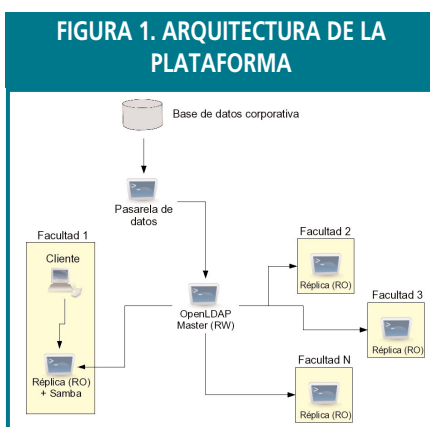 FIGURA 1. ARQUITECTURA DE LA
PLATAFORMA
Base de datos corporativa
Pasarela de
datos
Facultad 1
Cliente
Réplica (RO)
+ Samba
OpenLDAP
Master (RW)
Facultad 2
Réplica (RO)
Facultad 3
Réplica (RO)
Facultad N
Réplica (RO)